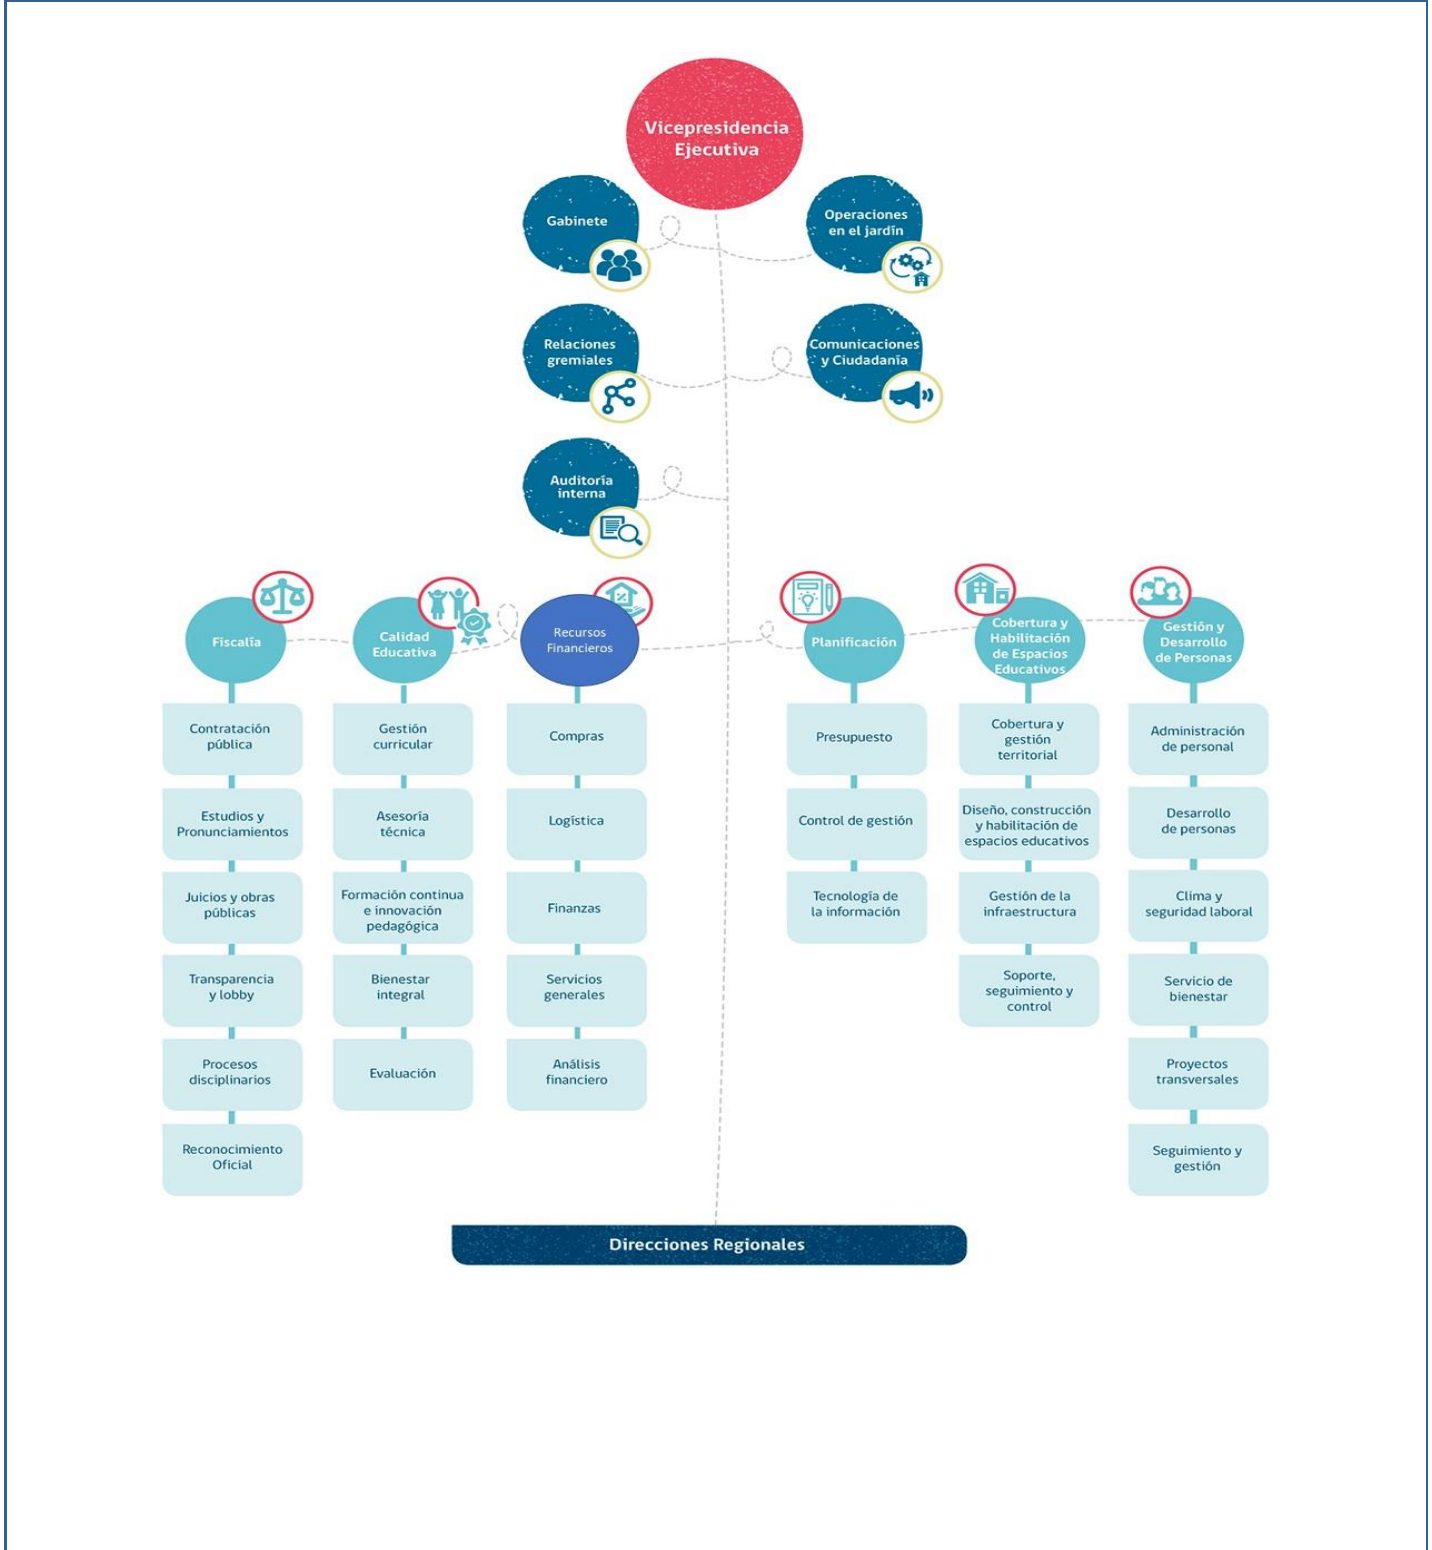 Vicepresidencia
Ejecutiva
Gabinete
Operaciones
en el jardín
Relaciones
gremiales
Comunicaciones
y Ciudadanía
Auditoría
interna
Fiscalía
Calidad
Educativa
Recursos
Financieros
Planificación
Cobertura y
Habilitación
de Espacios
Educativos
Gestión y
Desarrollo
de Personas
Contratación
pública
Estudios y
Pronunciamientos
Juicios y obras
públicas
Transparencia
y lobby
Procesos
disciplinarios
Reconocimiento
Oficial
Gestión
curricular
Asesoría
técnica
Formación continua
e innovación
pedagógica
Bienestar
integral
Evaluación
Compras
Logística
Finanzas
Servicios
generales
Análisis
financiero
Presupuesto
Control de gestión
Tecnología de
la información
Cobertura y
gestión
territorial
Diseño, construcción
y habilitación de
espacios educativos
Gestión de la
infraestructura
Soporte,
seguimiento y
control
Administración
de personal
Desarrollo
de personas
Clima y
seguridad laboral
Servicio de
bienestar
Proyectos
transversales
Seguimiento y
gestión
Direcciones Regionales